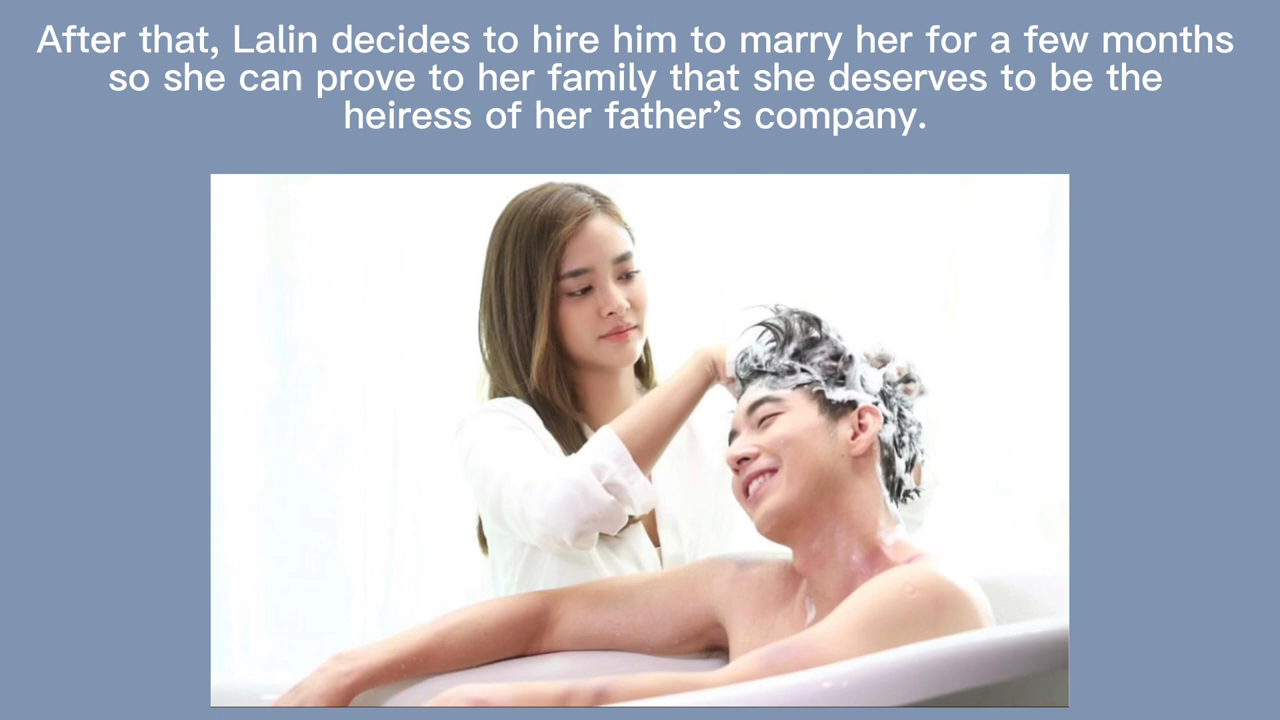 After that, Lalin decides to hire him to marry her for a few months
so she can prove to her family that she deserves to be the
heiress of her father’s company.